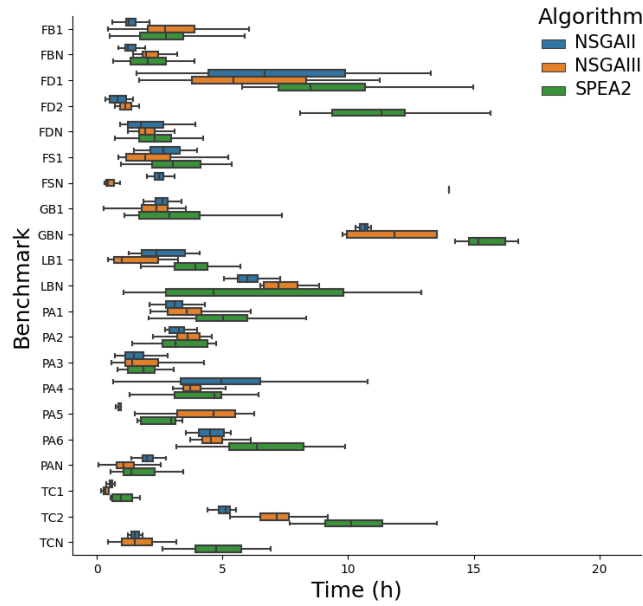 Algorithm
NSGAII
NSGAIII
SPEA2
Benchmark
FB1
FBN
FD1
FD2
FDN
FS1
FSN
GB1
GBN
LB1
LBN
PA1
PA2
PA3
PA4
PA5
PA6
PAN
TC1
TC2
TCN
0 5 10 15 20
Time (h)